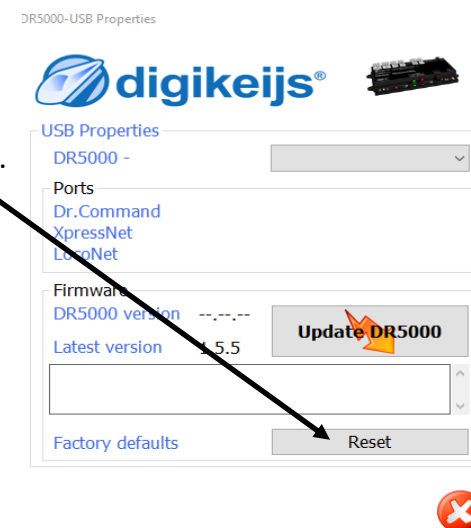 DR5000-USB Properties
digikeijs®
USB Properties
DR5000 -
.
Ports
Dr.Command
XpressNet
LocoNet
Firmware
DR5000 version --.--.--
Update DR5000
Latest version 1.5.5
Factory defaults Reset